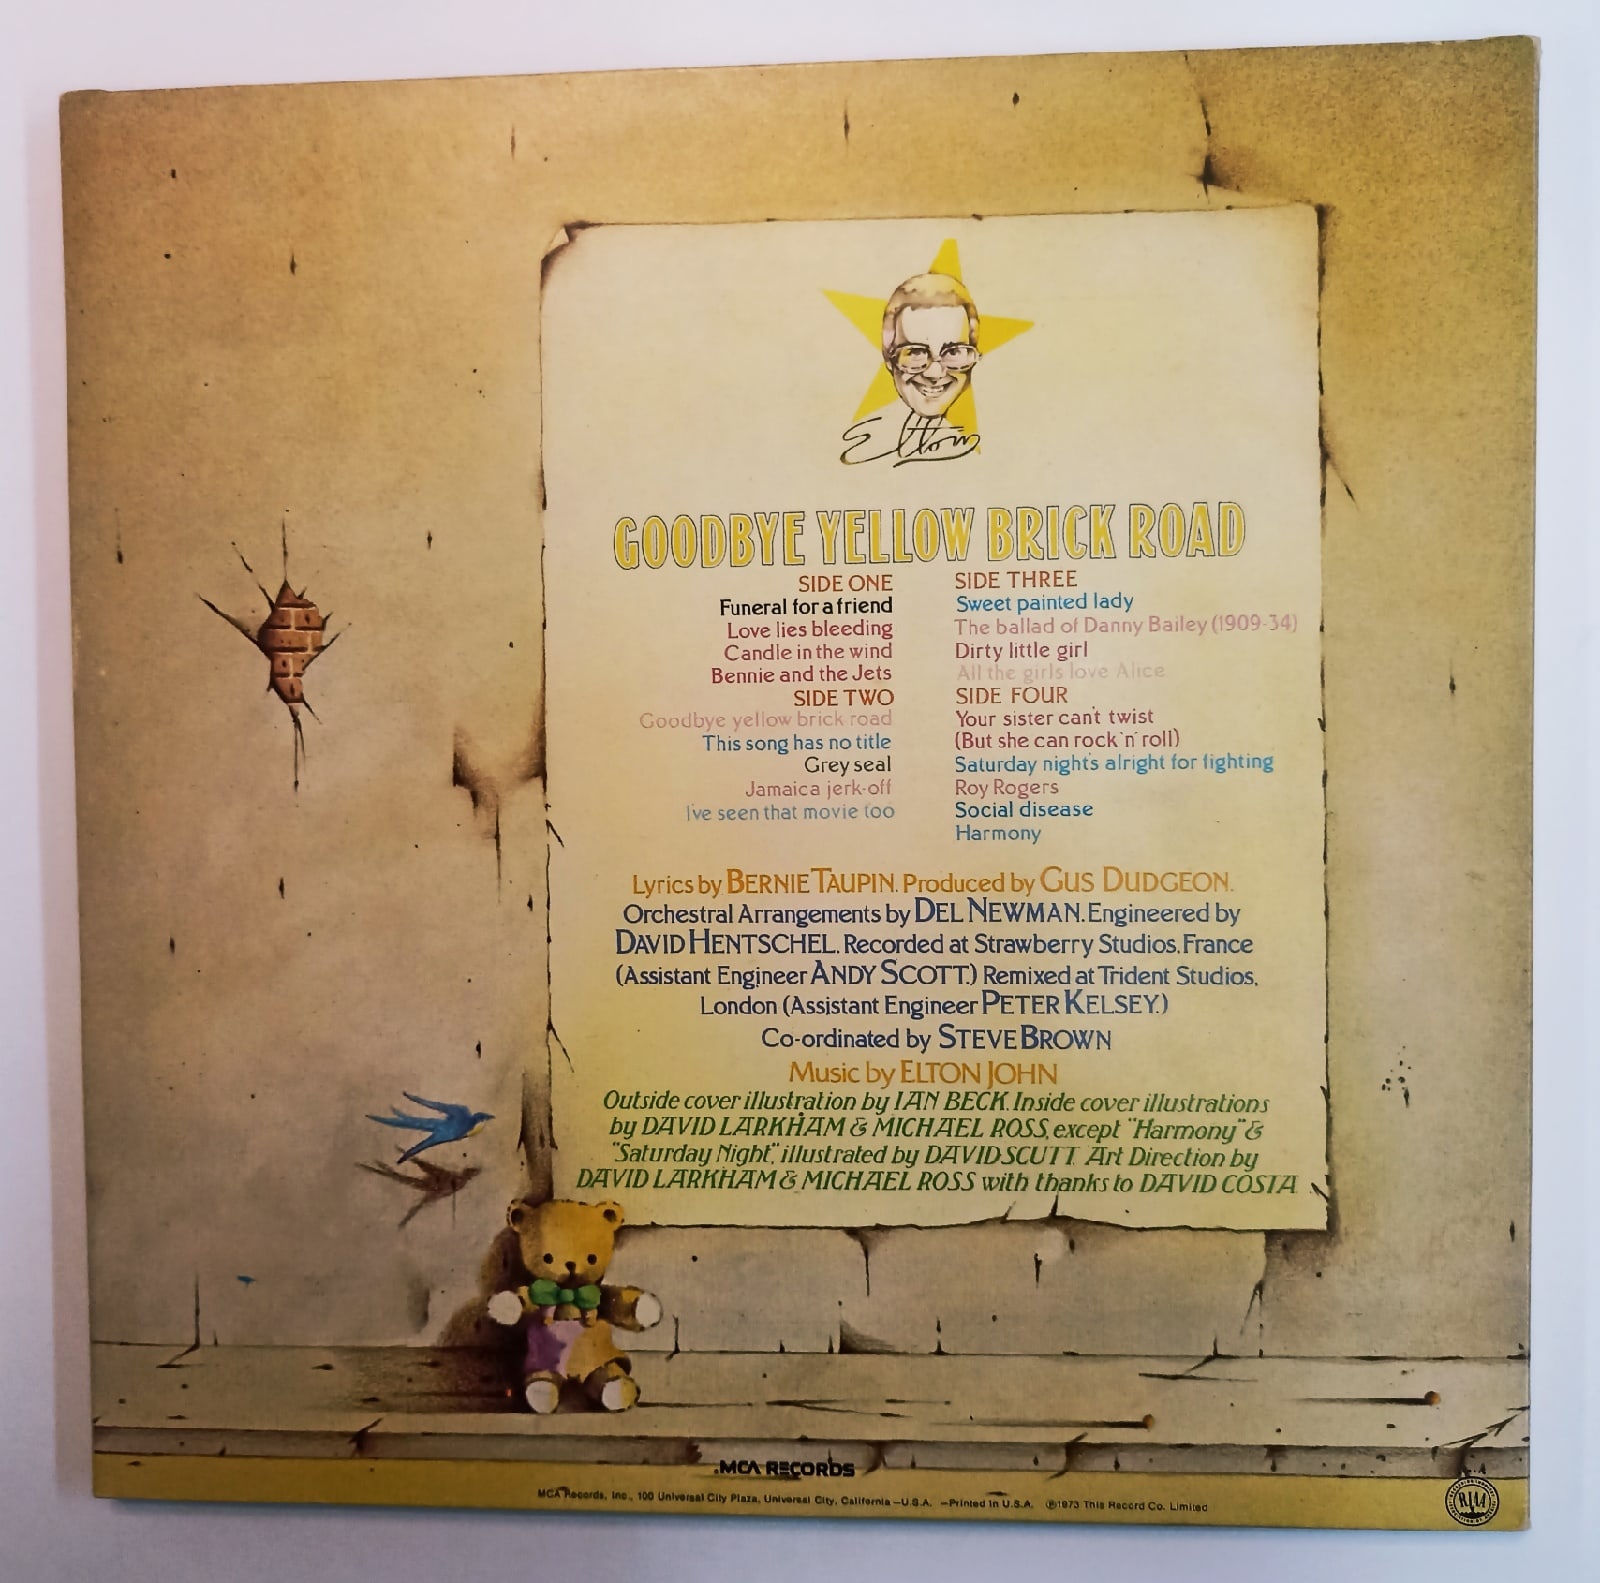 Elton
GOODBYE YELLOW BRICK ROAD
SIDE ONE
Funeral for a friend
Love lies bleeding
Candle in the wind
Bennie and the Jets
SIDE TWO
Goodbye yellow brick road
This song has no title
Grey seal
Jamaica jerk-off
I've seen that movie too
SIDE THREE
Sweet painted lady
The ballad of Danny Bailey (1909-34)
Dirty little girl
All the girls love Alice
SIDE FOUR
Your sister can't twist
(But she can rock 'n' roll)
Saturday night's alright for fighting
Roy Rogers
Social disease
Harmony
Lyrics by BERNIE TAUPIN. Produced by GUS DUDGEON.
Orchestral Arrangements by DEL NEWMAN. Engineered by
DAVID HENTSCHEL. Recorded at Strawberry Studios, France
(Assistant Engineer ANDY SCOTT.) Remixed at Trident Studios,
London (Assistant Engineer PETER KELSEY.)
Co-ordinated by STEVE BROWN
Music by ELTON JOHN
Outside cover illustration by IAN BECK. Inside cover illustrations
by DAVID LARKHAM & MICHAEL ROSS, except "Harmony" &
"Saturday Night," illustrated by DAVID SCUTT Art Direction by
DAVID LARKHAM & MICHAEL ROSS with thanks to DAVID COSTA
MCA RECORDS
MCA Records, Inc., 100 Universal City Plaza, Universal City, California — U.S.A. — Printed in U.S.A. ℗1973 This Record Co. Limited
RIAA